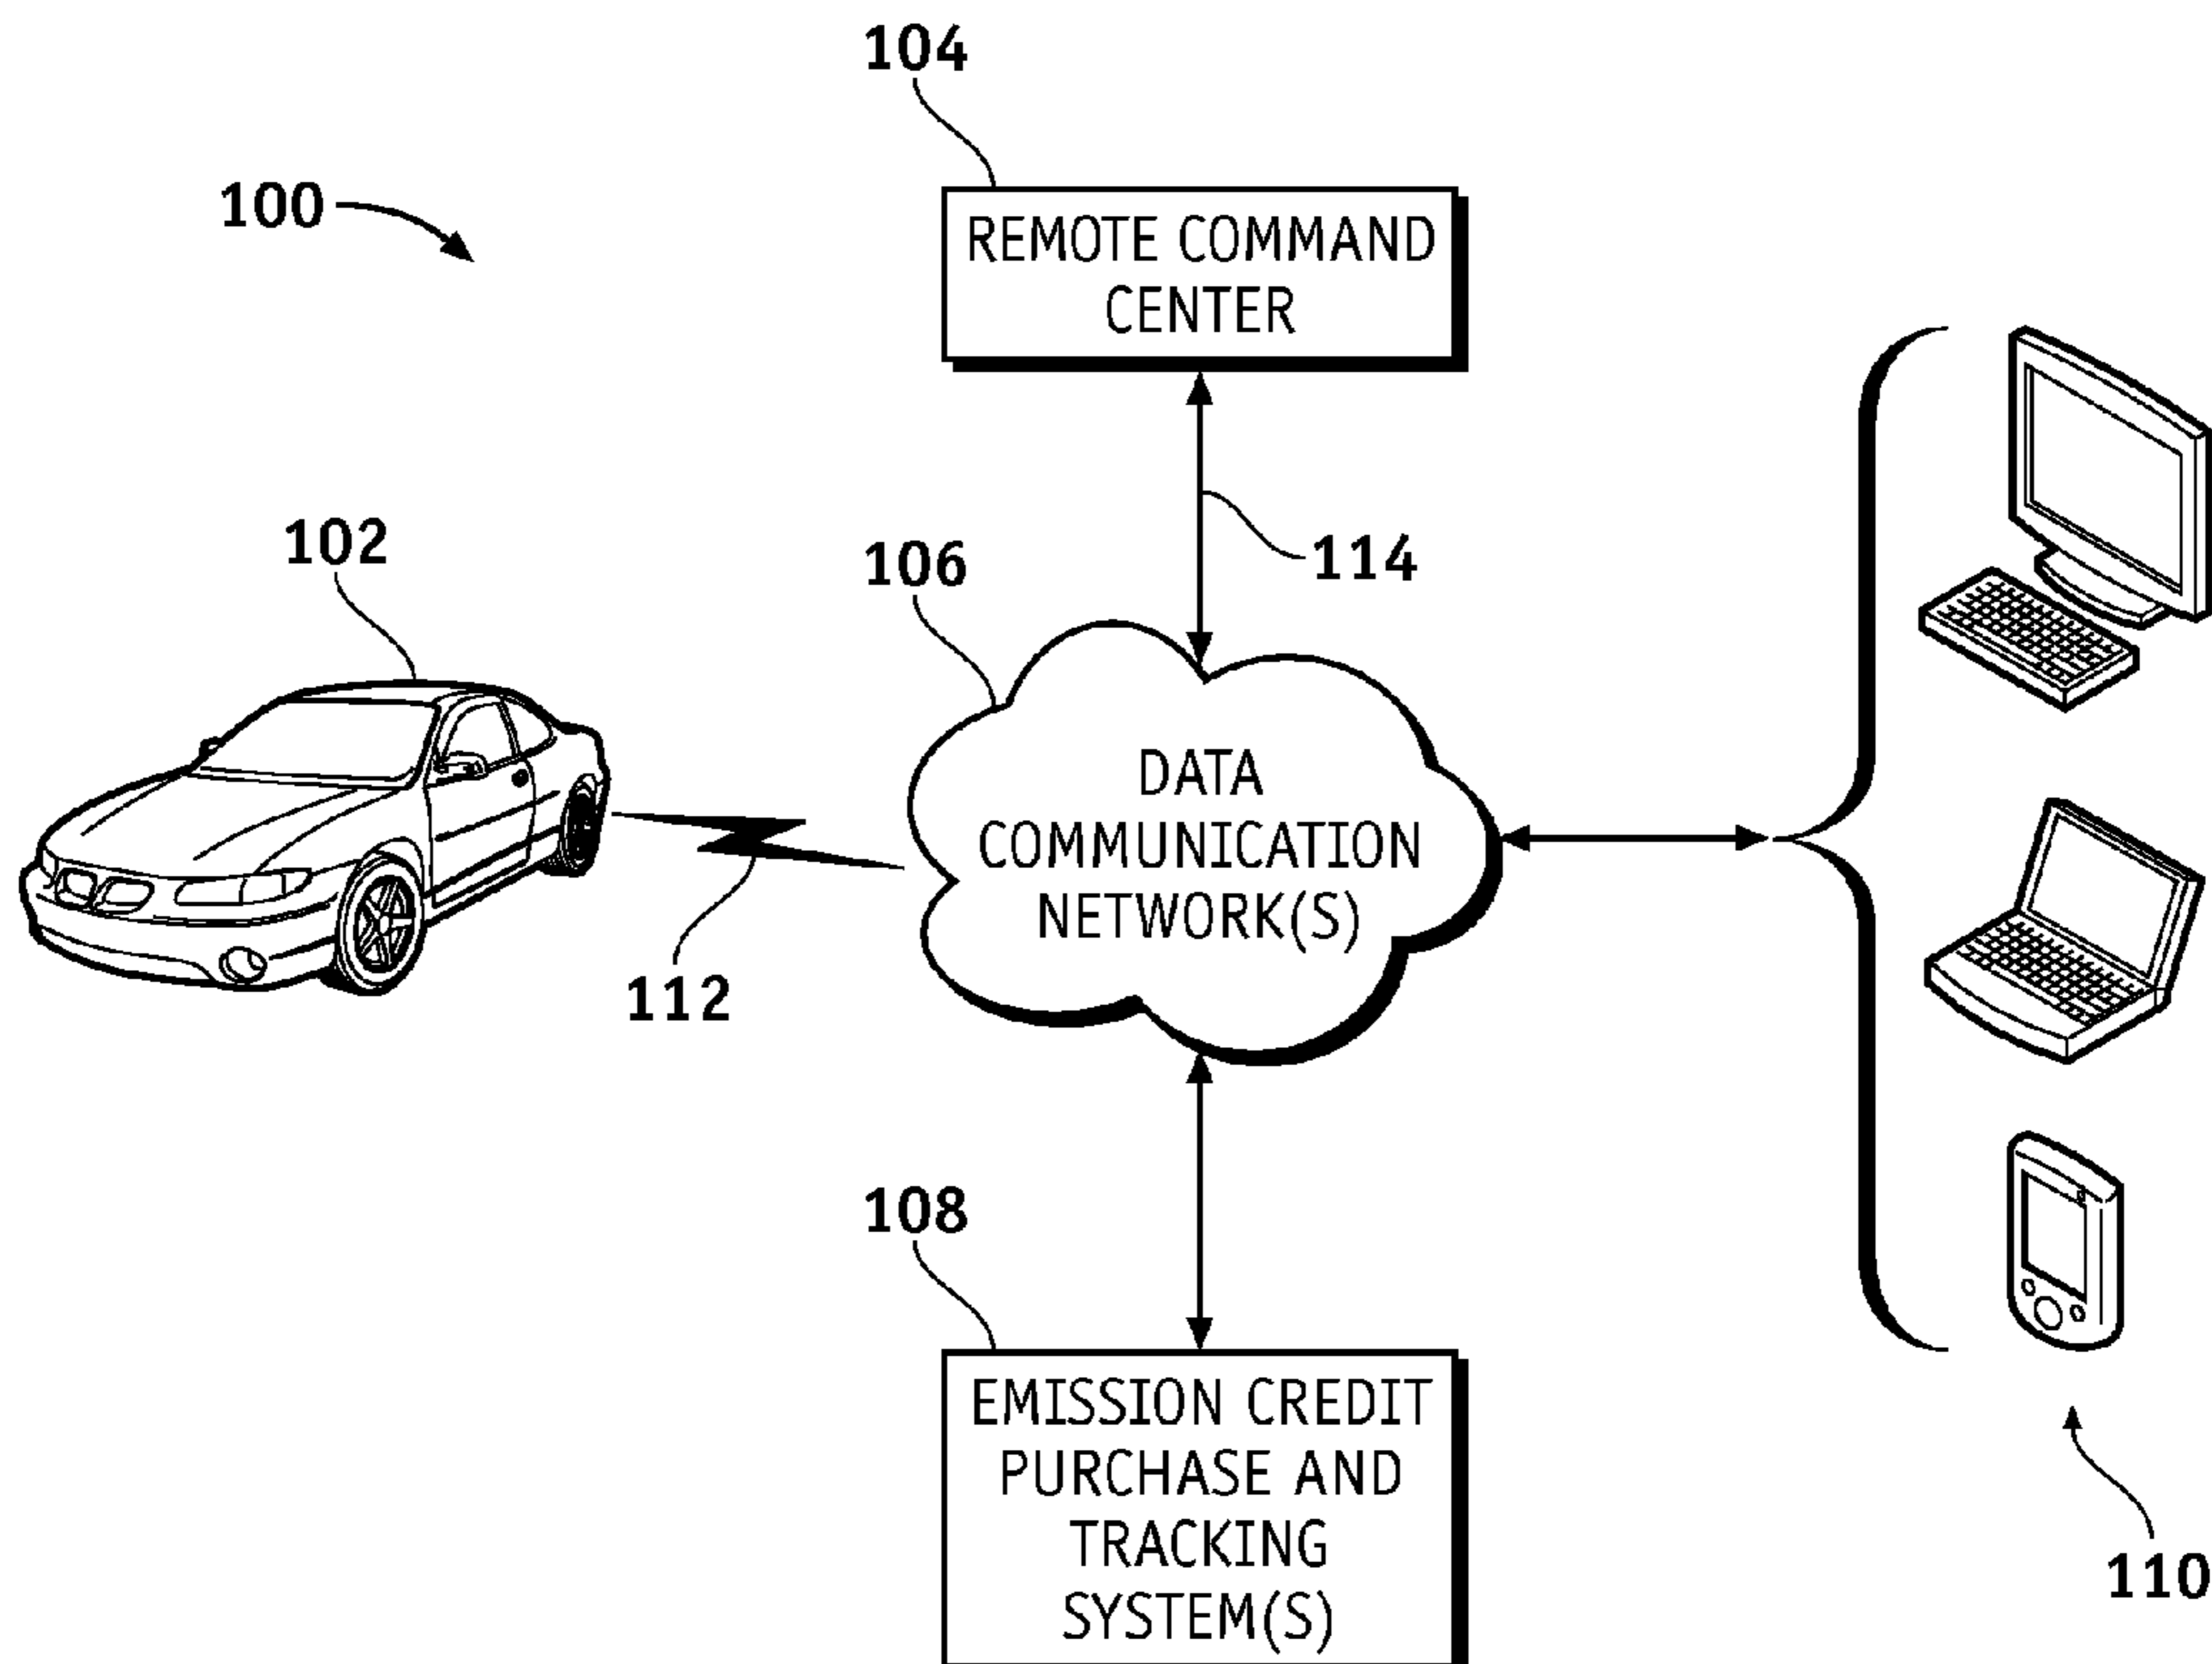 104
100
REMOTE COMMAND
CENTER
102
106
114
DATA
COMMUNICATION
NETWORK(S)
112
108
EMISSION CREDIT
PURCHASE AND
TRACKING
SYSTEM(S)
110